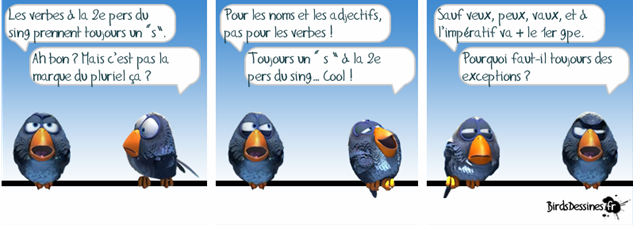 Les verbes à la 2e pers du
sing prennent toujours un "s".
Ah bon ? Mais c'est pas la
marque du pluriel ça ?
Pour les noms et les adjectifs,
pas pour les verbes !
Toujours un " s " à la 2e
pers du sing... Cool !
Sauf veux, peux, vaux, et à
l'impératif va + le 1er gpe.
Pourquoi faut-il toujours des
exceptions ?
BirdsDessines.fr